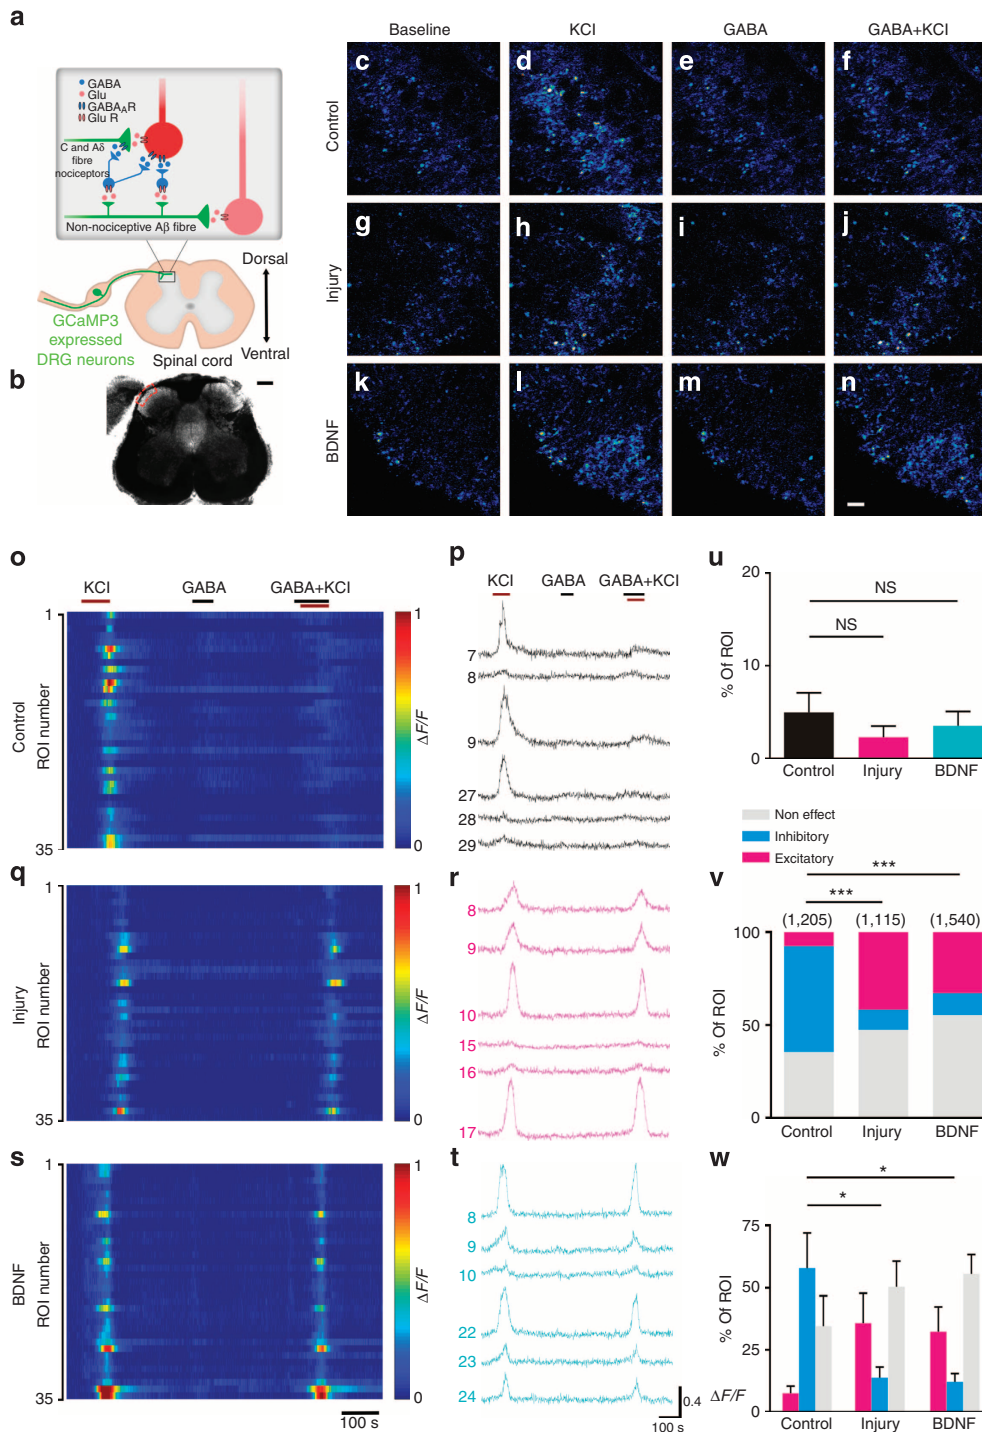 a
GABA
Glu
GABA_AR
Glu R
C and Aδ
fibre
nociceptors
Non-nociceptive Aβ fibre
Dorsal
Ventral
GCaMP3
expressed
DRG neurons
Spinal cord
b
Baseline
KCl
GABA
GABA+KCl
Control
c
d
e
f
Injury
g
h
i
j
BDNF
k
l
m
n
o
KCl
GABA
GABA+KCl
1
35
Control
ROI number
1
0
ΔF/F
p
KCl
GABA
GABA+KCl
7
8
9
27
28
29
q
1
35
Injury
ROI number
1
0
ΔF/F
r
8
9
10
15
16
17
s
1
35
BDNF
ROI number
1
0
ΔF/F
100 s
t
8
9
10
22
23
24
0.4
ΔF/F
100 s
u
20
10
0
% Of ROI
NS
NS
Control
Injury
BDNF
Non effect
Inhibitory
Excitatory
v
***
***
(1,205)
(1,115)
(1,540)
100
50
0
% Of ROI
Control
Injury
BDNF
w
*
*
75
50
25
0
% Of ROI
Control
Injury
BDNF